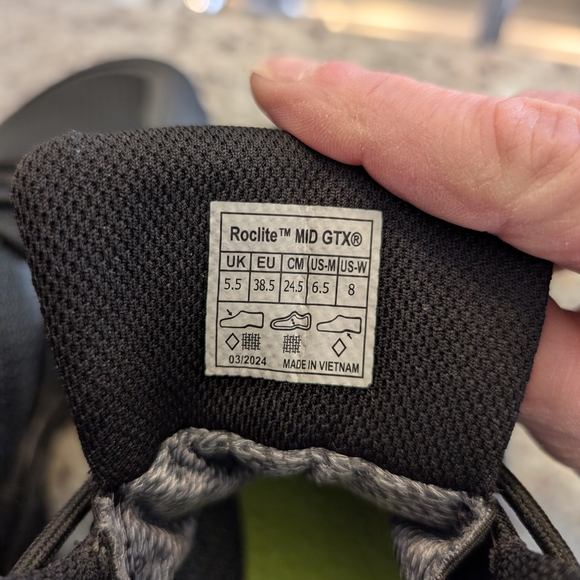 Roclite™ MID GTX®
UK EU CM US-M US-W
5.5 38.5 24.5 6.5 8
03/2024 MADE IN VIETNAM